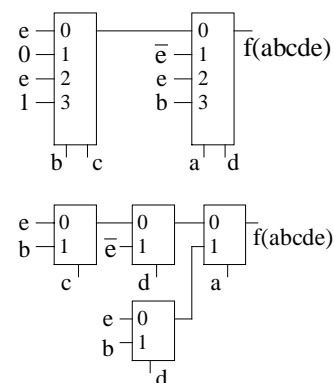 e 0 0
0 1 e̅ 1 f(abcde)
e 2 e 2
1 3 b 3
b c a d
e 0 0 0
b 1 e̅ 1 1 f(abcde)
c d a
e 0
b 1
d